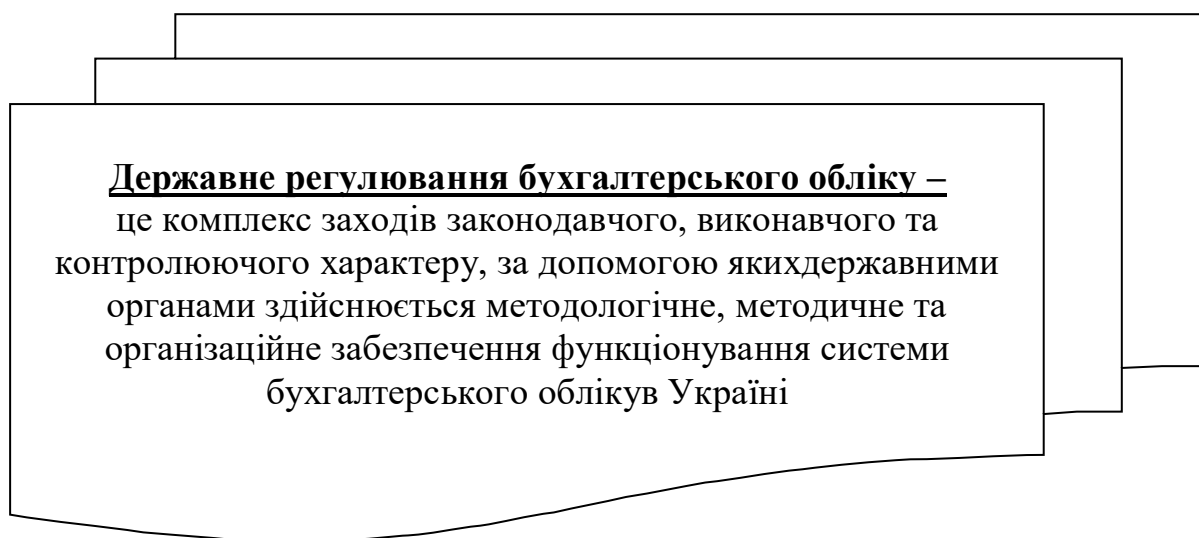 Державне регулювання бухгалтерського обліку –
це комплекс заходів законодавчого, виконавчого та
контролюючого характеру, за допомогою якихдержавними
органами здійснюється методологічне, методичне та
організаційне забезпечення функціонування системи
бухгалтерського облікув Україні